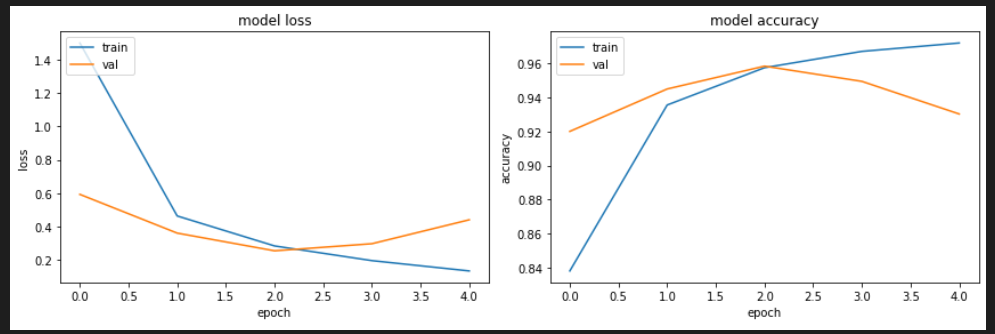 model loss
train
val
1.4
1.2
1.0
0.8
0.6
0.4
0.2
loss
0.0 0.5 1.0 1.5 2.0 2.5 3.0 3.5 4.0
epoch
model accuracy
train
val
0.96
0.94
0.92
0.90
0.88
0.86
0.84
accuracy
0.0 0.5 1.0 1.5 2.0 2.5 3.0 3.5 4.0
epoch